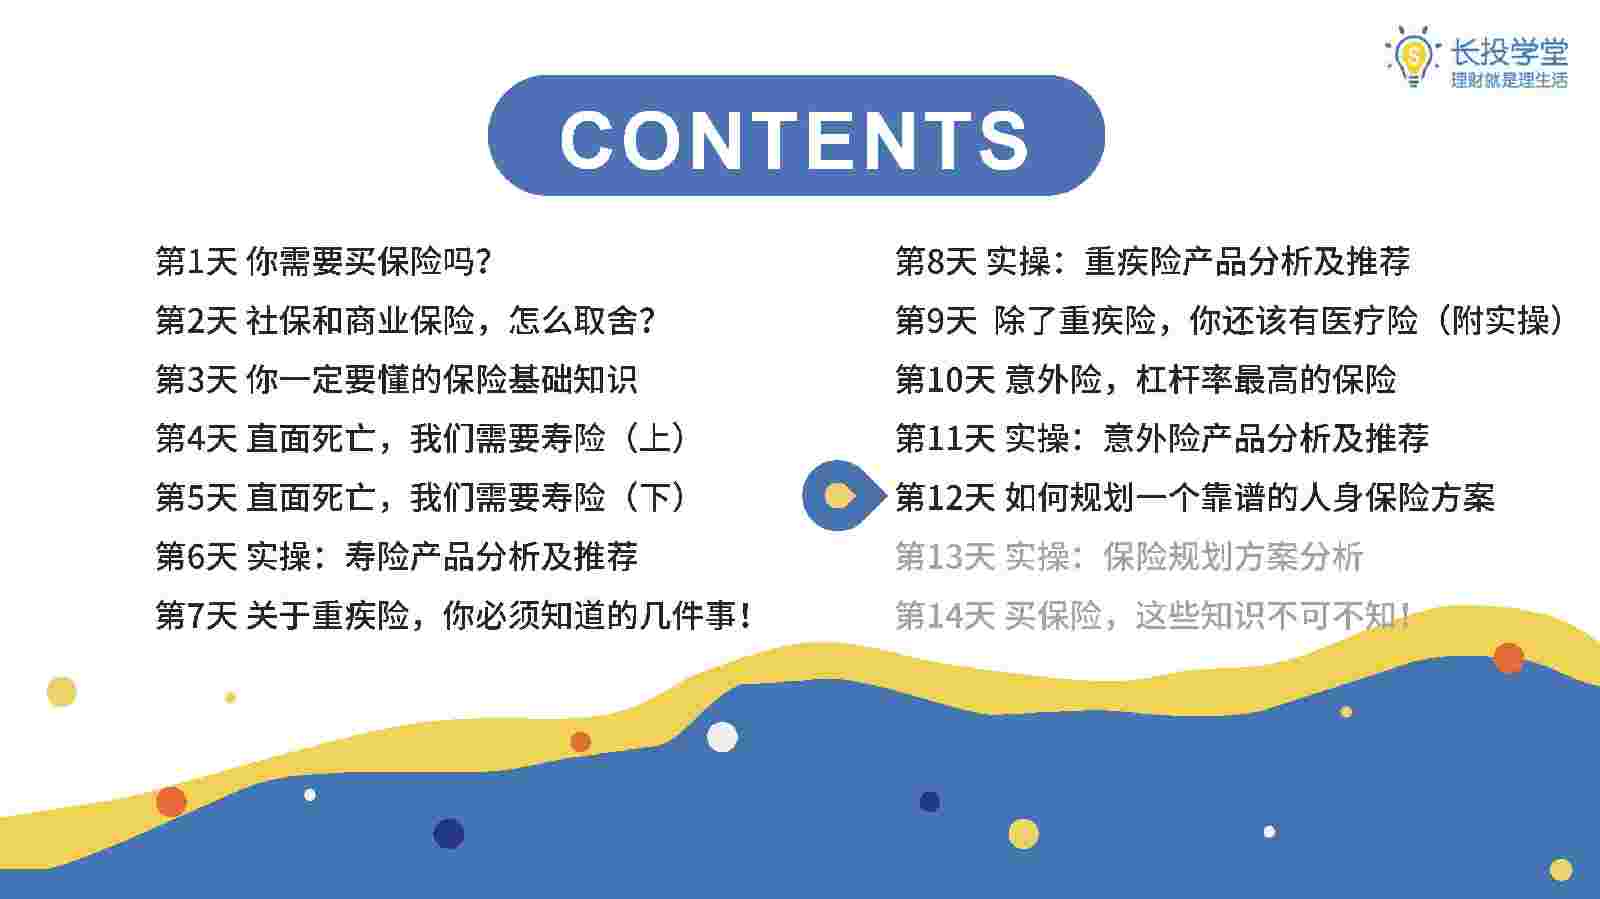 长投学堂
理财就是理生活
CONTENTS
第1天 你需要买保险吗？
第2天 社保和商业保险，怎么取舍？
第3天 你一定要懂的保险基础知识
第4天 直面死亡，我们需要寿险（上）
第5天 直面死亡，我们需要寿险（下）
第6天 实操：寿险产品分析及推荐
第7天 关于重疾险，你必须知道的几件事！
第8天 实操：重疾险产品分析及推荐
第9天 除了重疾险，你还该有医疗险（附实操）
第10天 意外险，杠杆率最高的保险
第11天 实操：意外险产品分析及推荐
第12天 如何规划一个靠谱的人身保险方案
第13天 实操：保险规划方案分析
第14天 买保险，这些知识不可不知！